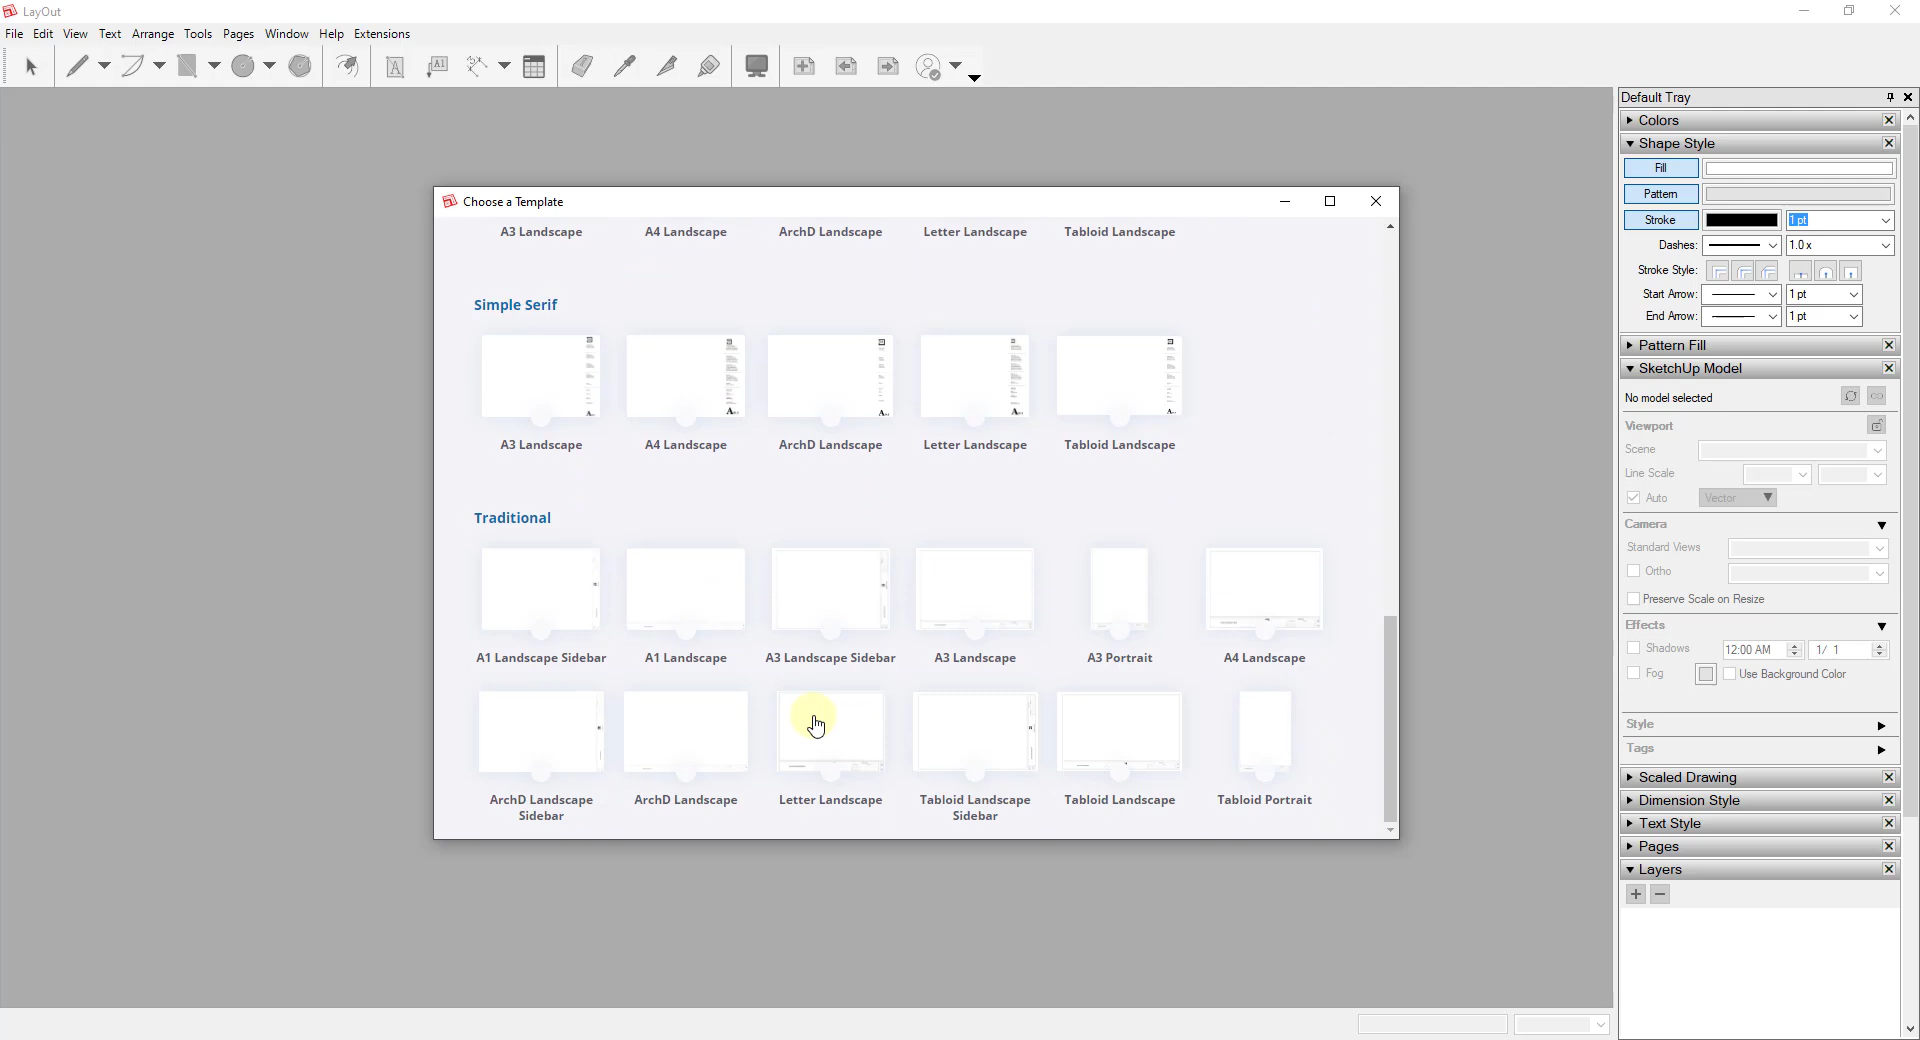 LayOut
File Edit View Text Arrange Tools Pages Window Help Extensions
Choose a Template
A3 Landscape A4 Landscape ArchD Landscape Letter Landscape Tabloid Landscape
Simple Serif
A3 Landscape A4 Landscape ArchD Landscape Letter Landscape Tabloid Landscape
Traditional
A1 Landscape Sidebar A1 Landscape A3 Landscape Sidebar A3 Landscape A3 Portrait A4 Landscape
ArchD Landscape Sidebar ArchD Landscape Letter Landscape Tabloid Landscape Sidebar Tabloid Landscape Tabloid Portrait
Default Tray
Colors
Shape Style
Fill
Pattern
Stroke 1 pt
Dashes: 1.0 x
Stroke Style:
Start Arrow: 1 pt
End Arrow: 1 pt
Pattern Fill
SketchUp Model
No model selected
Viewport
Scene
Line Scale
Auto Vector
Camera
Standard Views
Ortho
Preserve Scale on Resize
Effects
Shadows 12:00 AM 1/ 1
Fog Use Background Color
Style
Tags
Scaled Drawing
Dimension Style
Text Style
Pages
Layers